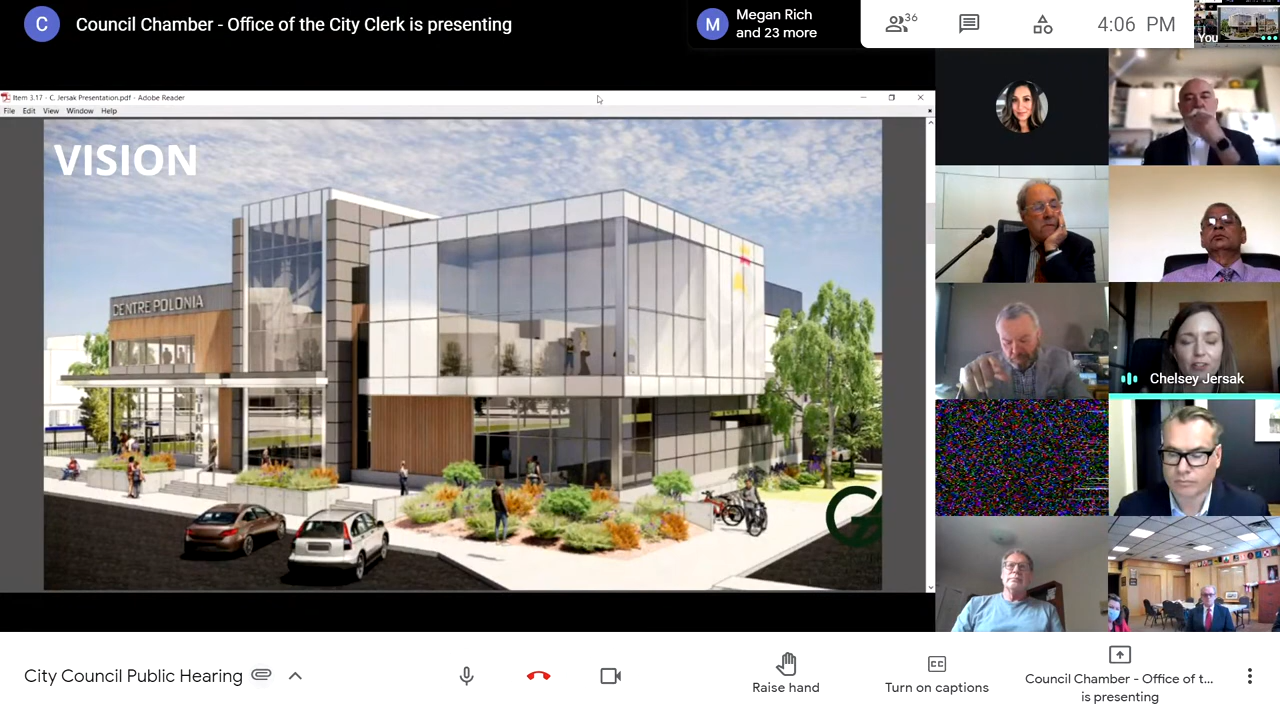 C
Council Chamber - Office of the City Clerk is presenting
M
Megan Rich
and 23 more
36
4:06 PM
You
Item 3.17 - C. Jersak Presentation.pdf - Adobe Reader
File Edit View Window Help
VISION
CENTRE POLONIA
Chelsey Jersak
City Council Public Hearing
Raise hand
CC
Turn on captions
Council Chamber - Office of t...
is presenting